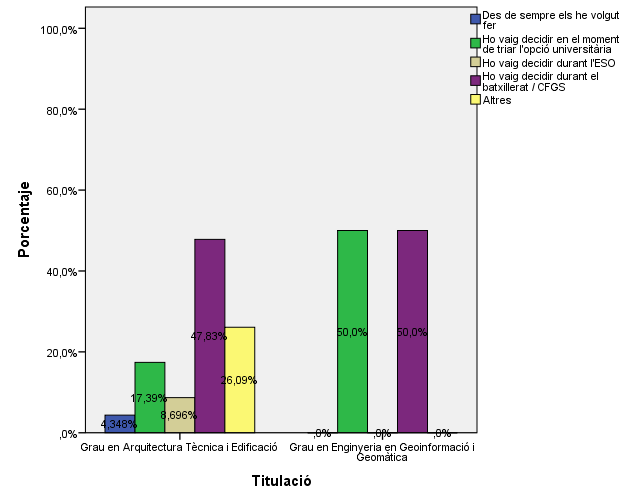 100,0%
80,0%
60,0%
40,0%
20,0%
,0%
Porcentaje
4,348%
17,39%
8,696%
47,83%
26,09%
,0%
50,0%
,0%
50,0%
,0%
Grau en Arquitectura Tècnica i Edificació
Grau en Enginyeria en Geoinformació i
Geomática
Titulació
Des de sempre els he volgut
fer
Ho vaig decidir en el moment
de triar l'opció universitària
Ho vaig decidir durant l'ESO
Ho vaig decidir durant el
batxillerat / CFGS
Altres